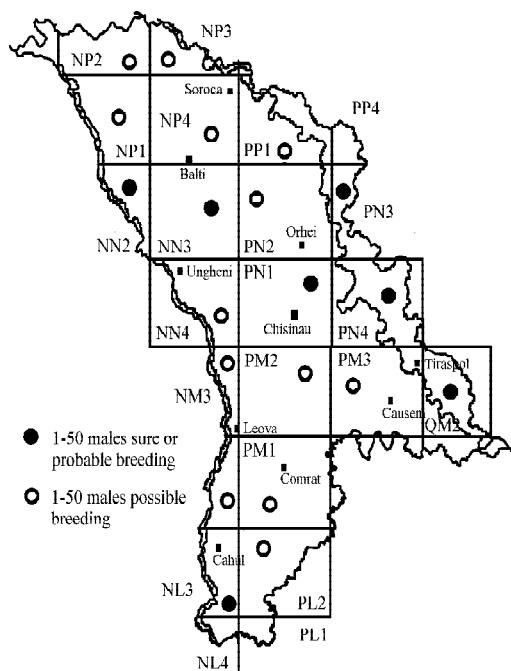 NP3
NP2
Soroca
NP4
PP4
NP1
Balti
PP1
PN3
NN2
NN3
PN2
Orhei
Ungheni
PN1
NN4
Chisinau
PN4
PM2
PM3
Tiraspol
NM3
Causeni
Leova
QM2
PM1
1-50 males sure or
probable breeding
Comrat
1-50 males possible
breeding
Cahul
NL3
PL2
PL1
NL4